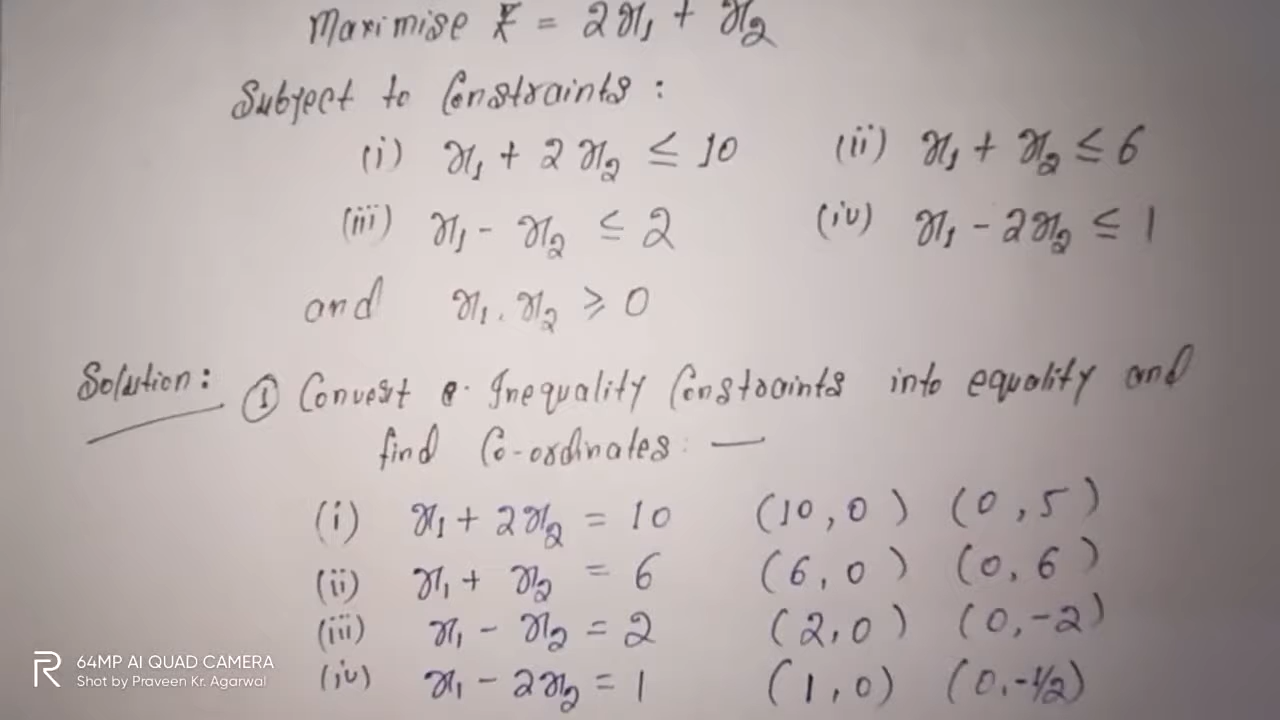 Maximise Z = 2x₁ + x₂
Subject to Constraints :
(i) x₁ + 2x₂ ≤ 10 (ii) x₁ + x₂ ≤ 6
(iii) x₁ - x₂ ≤ 2 (iv) x₁ - 2x₂ ≤ 1
and x₁, x₂ ≥ 0
Solution : ① Convert Inequality Constraints into equality and
find Co-ordinates : —
(i) x₁ + 2x₂ = 10 (10, 0) (0, 5)
(ii) x₁ + x₂ = 6 (6, 0) (0, 6)
(iii) x₁ - x₂ = 2 (2, 0) (0, -2)
(iv) x₁ - 2x₂ = 1 (1, 0) (0, -1/2)
R
64MP AI QUAD CAMERA
Shot by Praveen Kr. Agarwal